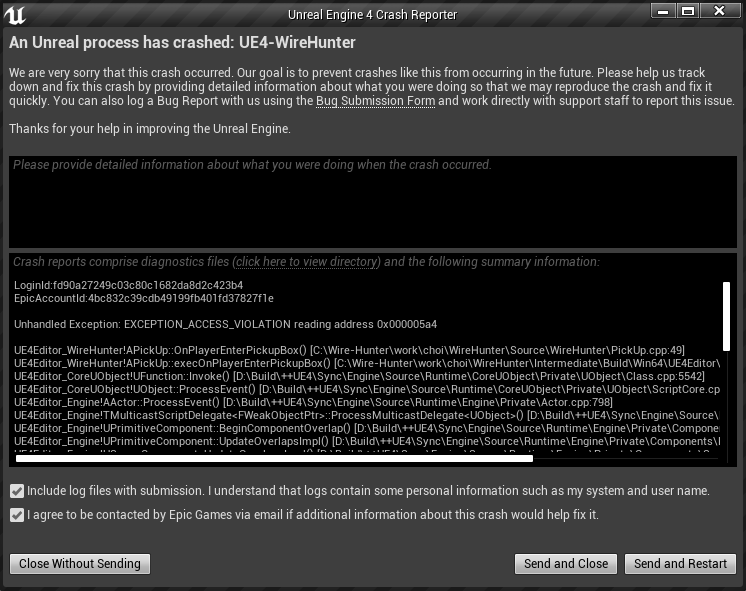 Unreal Engine 4 Crash Reporter
An Unreal process has crashed: UE4-WireHunter
We are very sorry that this crash occurred. Our goal is to prevent crashes like this from occurring in the future. Please help us track
down and fix this crash by providing detailed information about what you were doing so that we may reproduce the crash and fix it
quickly. You can also log a Bug Report with us using the Bug Submission Form and work directly with support staff to report this issue.
Thanks for your help in improving the Unreal Engine.
Please provide detailed information about what you were doing when the crash occurred.
Crash reports comprise diagnostics files (click here to view directory) and the following summary information:
LoginId:fd90a27249c03c80c1682da8d2c423b4
EpicAccountId:4bc832c39cdb49199fb401fd37827f1e
Unhandled Exception: EXCEPTION_ACCESS_VIOLATION reading address 0x000005a4
UE4Editor_WireHunter!APickUp::OnPlayerEnterPickupBox() [C:\Wire-Hunter\work\choi\WireHunter\Source\WireHunter\PickUp.cpp:49]
UE4Editor_WireHunter!APickUp::execOnPlayerEnterPickupBox() [C:\Wire-Hunter\work\choi\WireHunter\Intermediate\Build\Win64\UE4Editor\
UE4Editor_CoreUObject!UFunction::Invoke() [D:\Build\++UE4\Sync\Engine\Source\Runtime\CoreUObject\Private\UObject\Class.cpp:5542]
UE4Editor_CoreUObject!UObject::ProcessEvent() [D:\Build\++UE4\Sync\Engine\Source\Runtime\CoreUObject\Private\UObject\ScriptCore.cp
UE4Editor_Engine!AActor::ProcessEvent() [D:\Build\++UE4\Sync\Engine\Source\Runtime\Engine\Private\Actor.cpp:798]
UE4Editor_Engine!TMulticastScriptDelegate<FWeakObjectPtr>::ProcessMulticastDelegate<UObject>() [D:\Build\++UE4\Sync\Engine\Source\
UE4Editor_Engine!UPrimitiveComponent::BeginComponentOverlap() [D:\Build\++UE4\Sync\Engine\Source\Runtime\Engine\Private\Compone
UE4Editor_Engine!UPrimitiveComponent::UpdateOverlapsImpl() [D:\Build\++UE4\Sync\Engine\Source\Runtime\Engine\Private\Components\
Include log files with submission. I understand that logs contain some personal information such as my system and user name.
I agree to be contacted by Epic Games via email if additional information about this crash would help fix it.
Close Without Sending
Send and Close
Send and Restart